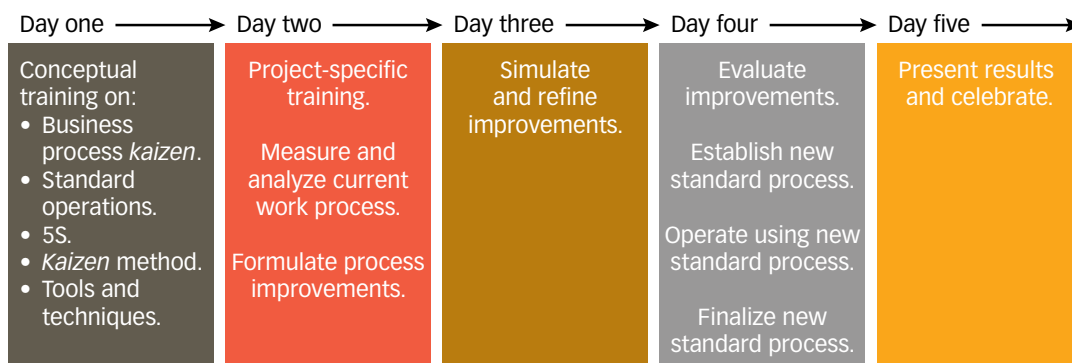 Day one
Conceptual
training on:
• Business
process kaizen.
• Standard
operations.
• 5S.
• Kaizen method.
• Tools and
techniques.
Day two
Project-specific
training.
Measure and
analyze current
work process.
Formulate process
improvements.
Day three
Simulate
and refine
improvements.
Day four
Evaluate
improvements.
Establish new
standard process.
Operate using new
standard process.
Finalize new
standard process.
Day five
Present results
and celebrate.